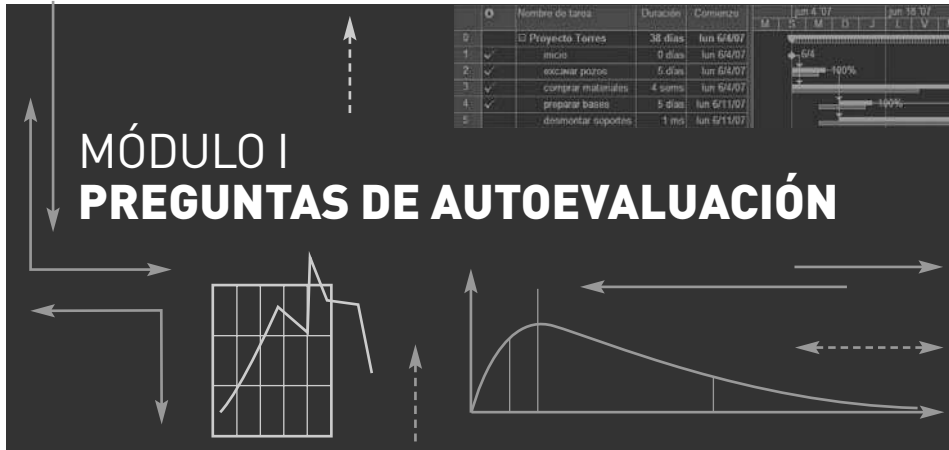 Nombre de tarea Duración Comienzo jun 4 '07 jun 18 '07
M S M D J L V
0 Proyecto Torres 38 días lun 6/4/07
1 inicio 0 días lun 6/4/07 6/4
2 excavar pozos 5 días lun 6/4/07 100%
3 comprar materiales 4 sems lun 6/4/07
4 preparar bases 5 días lun 6/11/07 100%
5 desmontar soportes 1 ms lun 6/11/07
MÓDULO I
PREGUNTAS DE AUTOEVALUACIÓN